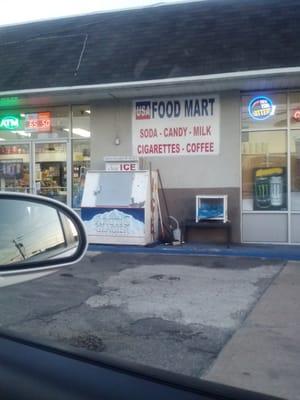 ATM
USA FOOD MART
SODA - CANDY - MILK
CIGARETTES - COFFEE
ICE